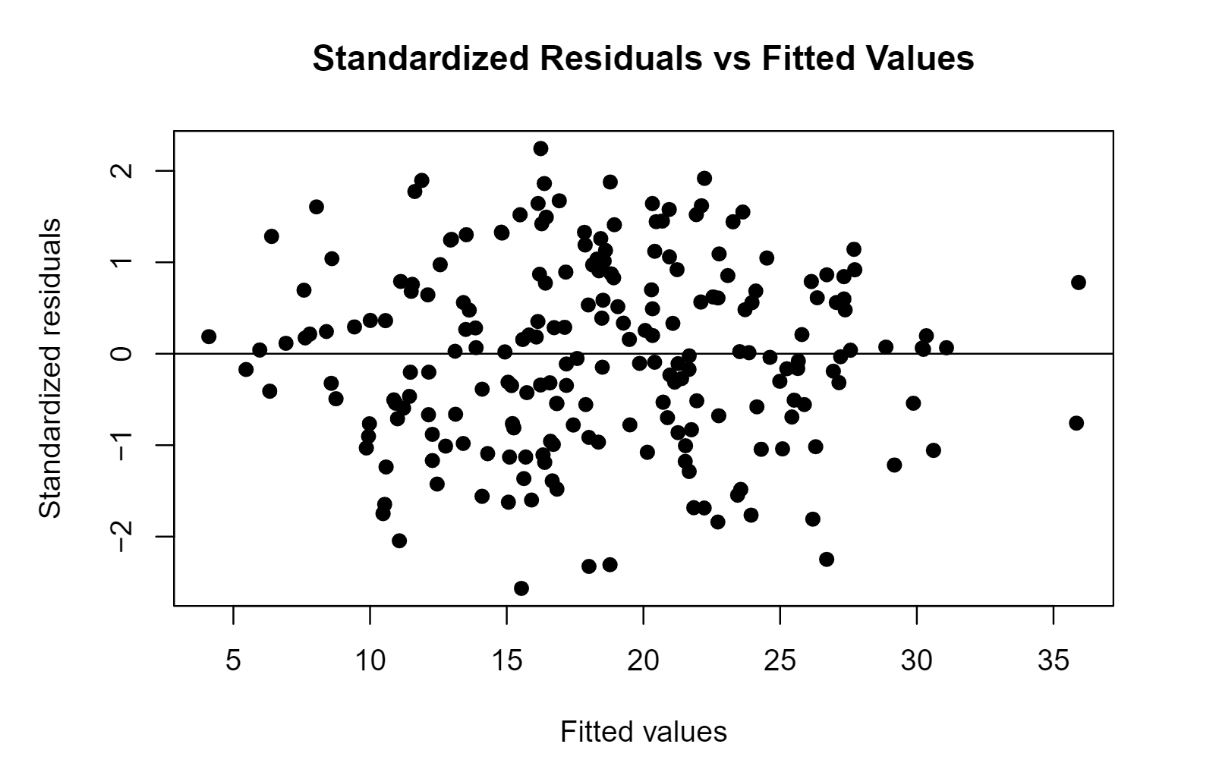 Standardized Residuals vs Fitted Values
Standardized residuals
2
1
0
−1
−2
5 10 15 20 25 30 35
Fitted values